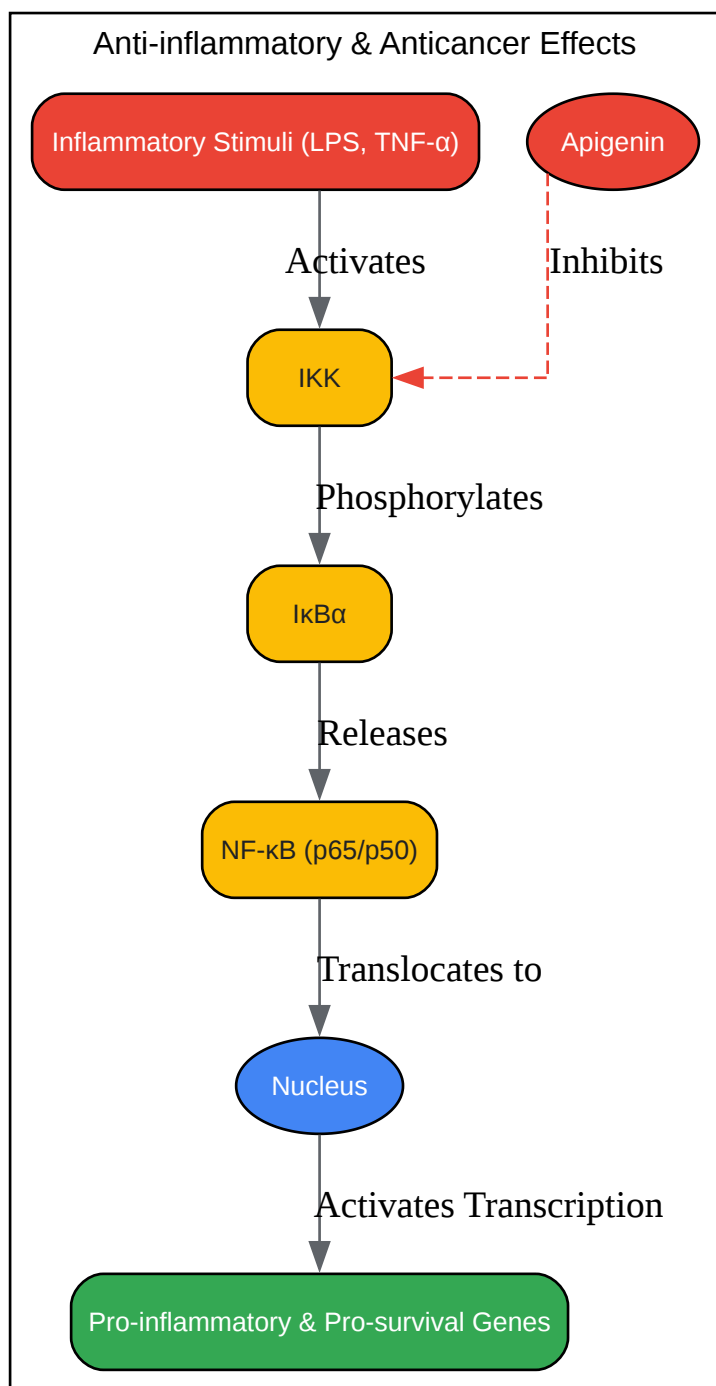 Anti-inflammatory & Anticancer Effects
Inflammatory Stimuli (LPS, TNF-α)
Apigenin
Activates
Inhibits
IKK
Phosphorylates
IκBα
Releases
NF-κB (p65/p50)
Translocates to
Nucleus
Activates Transcription
Pro-inflammatory & Pro-survival Genes